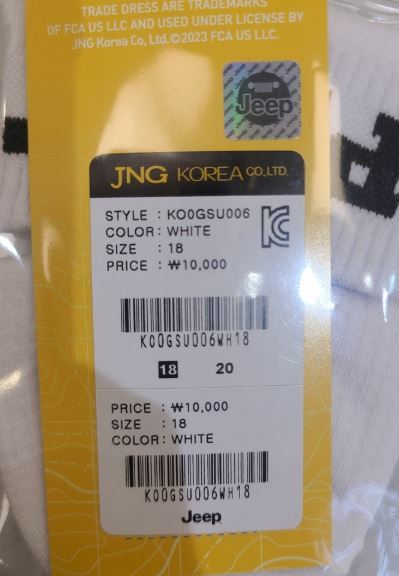 TRADE DRESS ARE TRADEMARKS
OF FCA US LLC AND USED UNDER LICENSE BY
JNG Korea Co., Ltd. ©2023 FCA US LLC.
Jeep
JNG KOREA CO.,LTD.
STYLE : KO0GSU006
COLOR : WHITE
SIZE : 18
PRICE : ₩10,000
K00GSU006WH18
18 20
PRICE : ₩10,000
SIZE : 18
COLOR : WHITE
K00GSU006WH18
Jeep